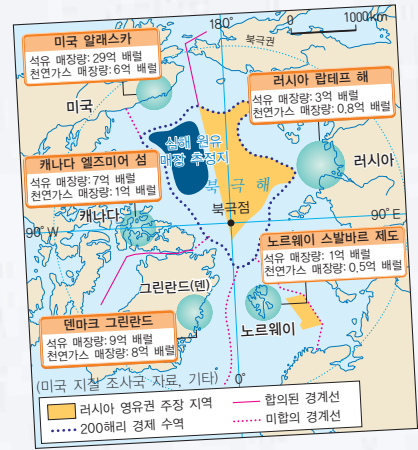 180°
0 1000km
북극권
미국 알래스카
석유 매장량: 29억 배럴
천연가스 매장량: 6억 배럴
러시아 랍테프 해
석유 매장량: 3억 배럴
천연가스 매장량: 0.8억 배럴
미국
심해 원유
매장 추정지
캐나다 엘즈미어 섬
석유 매장량: 7억 배럴
천연가스 매장량: 1억 배럴
러시아
북극해
북극점
캐나다
90°W
90°E
노르웨이 스발바르 제도
석유 매장량: 1억 배럴
천연가스 매장량: 0.5억 배럴
그린란드(덴)
덴마크 그린란드
석유 매장량: 9억 배럴
천연가스 매장량: 8억 배럴
노르웨이
(미국 지질 조사국 자료, 기타)
0°
러시아 영유권 주장 지역
합의된 경계선
200해리 경제 수역
미합의 경계선